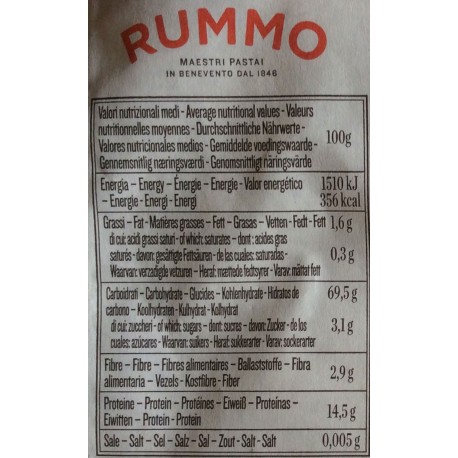 RUMMO
MAESTRI PASTAI
IN BENEVENTO DAL 1846
Valori nutrizionali medi - Average nutritional values - Valeurs
nutritionnelles moyennes - Durchschnittliche Nährwerte -
Valores nutricionales medios - Gemiddelde voedingswaarde -
Gennemsnitlig næringsværdi - Genomsnittligt näringsvärde
100g
Energia – Energy – Énergie – Energie - Valor energético
– Energie - Energi - Energi
1510 kJ
356 kcal
Grassi – Fat - Matières grasses – Fett – Grasas – Vetten - Fedt - Fett
1,6 g
di cui: acidi grassi saturi - of which: saturates – dont : acides gras
saturés - davon: gesättigte Fettsäuren - de las cuales: saturadas -
Waarvan: verzadigde vetzuren - Heraf: mættede fedtsyrer - Varav: mättat fett
0,3 g
Carboidrati – Carbohydrate – Glucides – Kohlenhydrate - Hidratos de
carbono – Koolhydraten - Kulhydrat - Kolhydrat
69,5 g
di cui: zuccheri - of which: sugars – dont: sucres - davon: Zucker - de los
cuales: azúcares - Waarvan: suikers - Heraf: sukkerarter - Varav: sockerarter
3,1 g
Fibre – Fibre – Fibres alimentaires – Ballaststoffe – Fibra
alimentaria – Vezels - Kostfibre - Fiber
2,9 g
Proteine – Protein – Protéines – Eiweiß – Proteínas –
Eiwitten – Protein - Protein
14,5 g
Sale – Salt – Sel – Salz – Sal – Zout - Salt - Salt
0,005 g